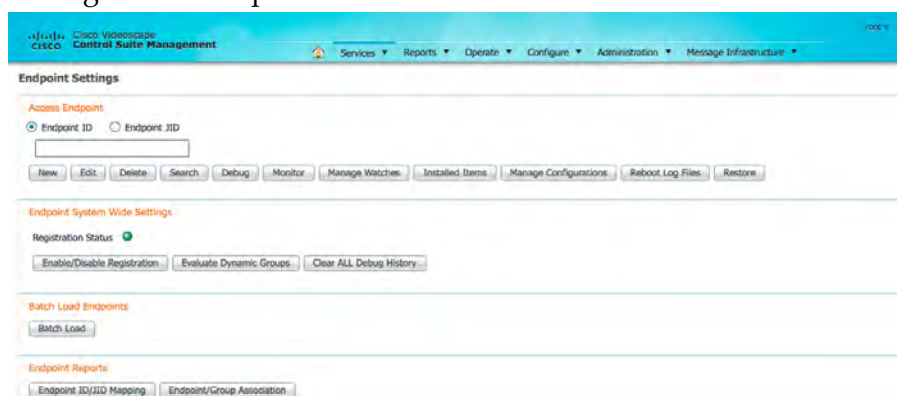 Cisco Videoscape
CISCO Control Suite Management
Services Reports Operate Configure Administration Message Infrastructure
Endpoint Settings
Access Endpoint
Endpoint ID Endpoint JID
New Edit Delete Search Debug Monitor Manage Watches Installed Items Manage Configurations Reboot Log Files Restore
Endpoint System Wide Settings
Registration Status
Enable/Disable Registration Evaluate Dynamic Groups Clear ALL Debug History
Batch Load Endpoints
Batch Load
Endpoint Reports
Endpoint ID/JID Mapping Endpoint/Group Association